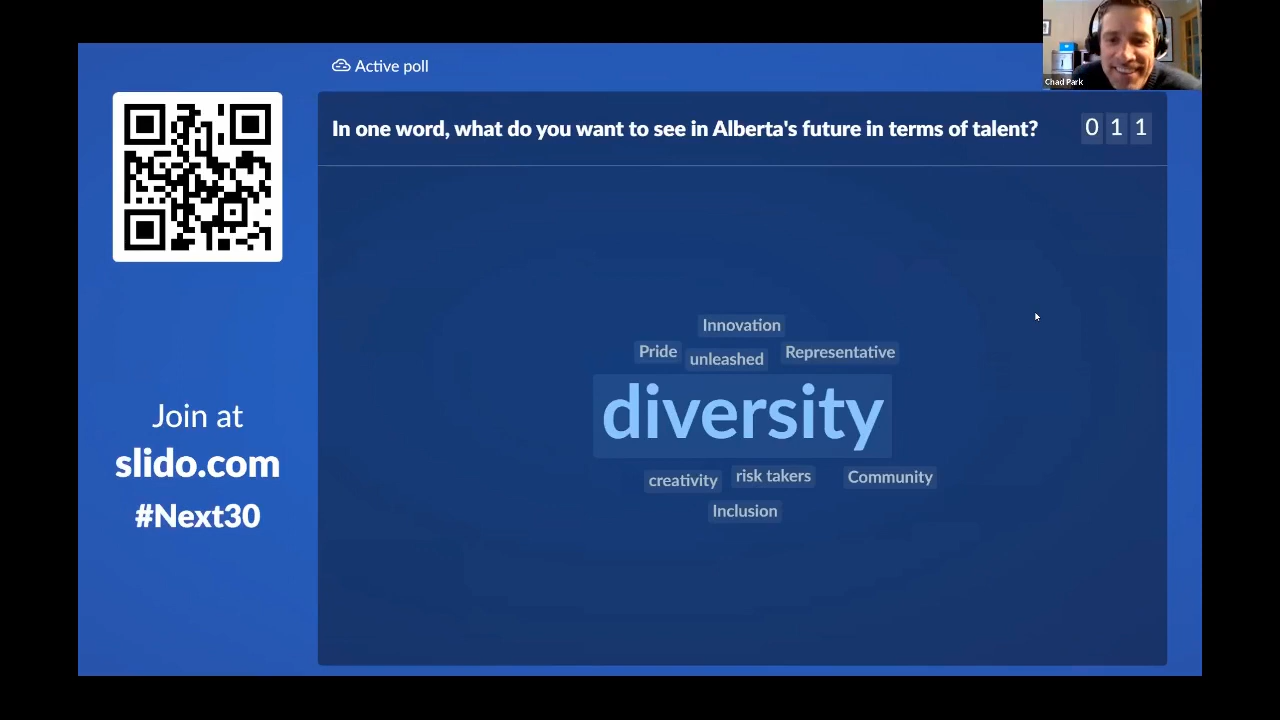 Active poll
Chad Park
In one word, what do you want to see in Alberta's future in terms of talent?
0 1 1
Innovation
Pride
unleashed
Representative
diversity
creativity
risk takers
Community
Inclusion
Join at
slido.com
#Next30